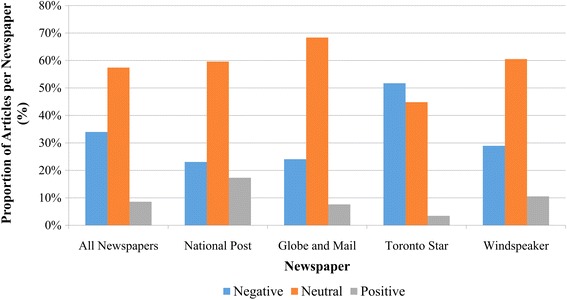 Proportion of Articles per Newspaper
(%)
80%
70%
60%
50%
40%
30%
20%
10%
0%
All Newspapers
National Post
Globe and Mail
Toronto Star
Windspeaker
Newspaper
Negative
Neutral
Positive